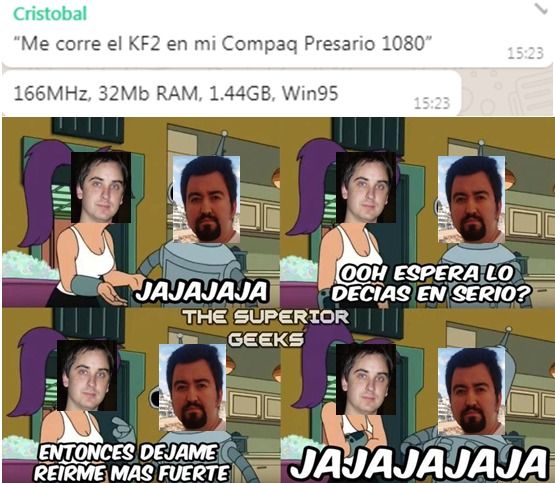 Cristobal
"Me corre el KF2 en mi Compaq Presario 1080"
15:23
166MHz, 32Mb RAM, 1.44GB, Win95
15:23
JAJAJAJA
OOH ESPERA LO
DECIAS EN SERIO?
THE SUPERIOR
GEEKS
ENTONCES DEJAME
REIRME MAS FUERTE
JAJAJAJAJA